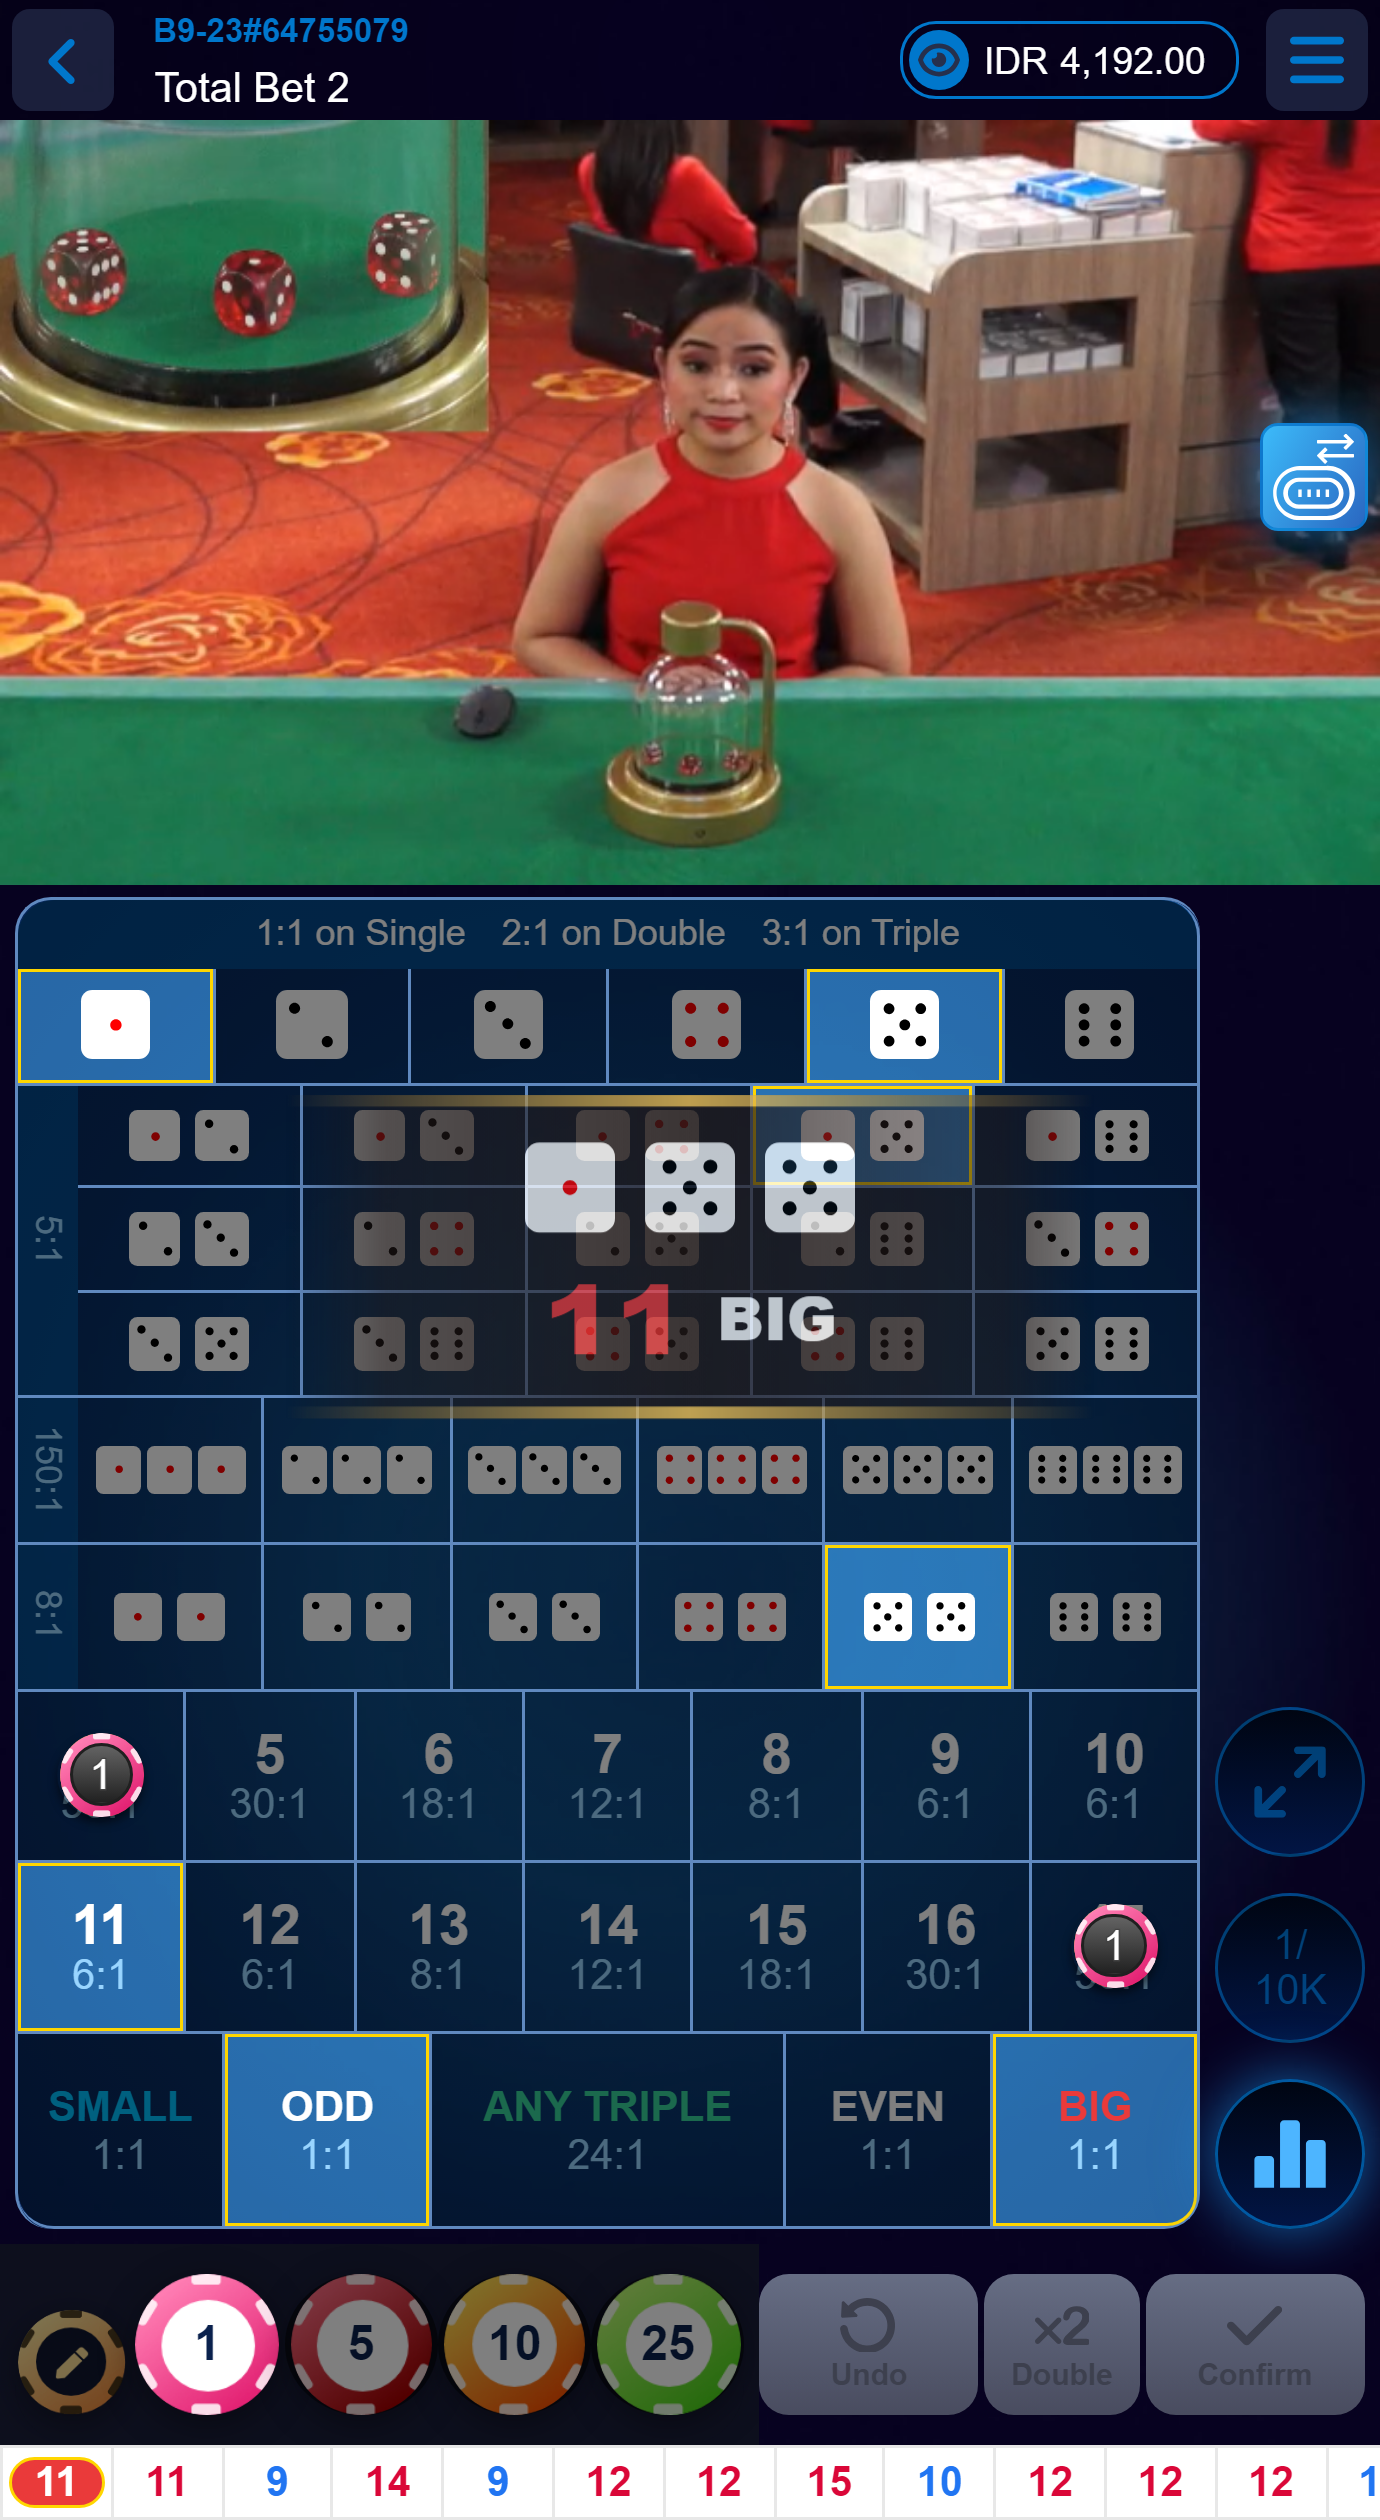 B9-23#64755079
Total Bet 2
IDR 4,192.00
1:1 on Single 2:1 on Double 3:1 on Triple
5:1
11 BIG
150:1
8:1
1 5 6 7 8 9 10
30:1 18:1 12:1 8:1 6:1 6:1
11 12 13 14 15 16 1
6:1 6:1 8:1 12:1 18:1 30:1
1/
10K
SMALL ODD ANY TRIPLE EVEN BIG
1:1 1:1 24:1 1:1 1:1
1 5 10 25
x2
Undo Double Confirm
11 11 9 14 9 12 12 15 10 12 12 12 1